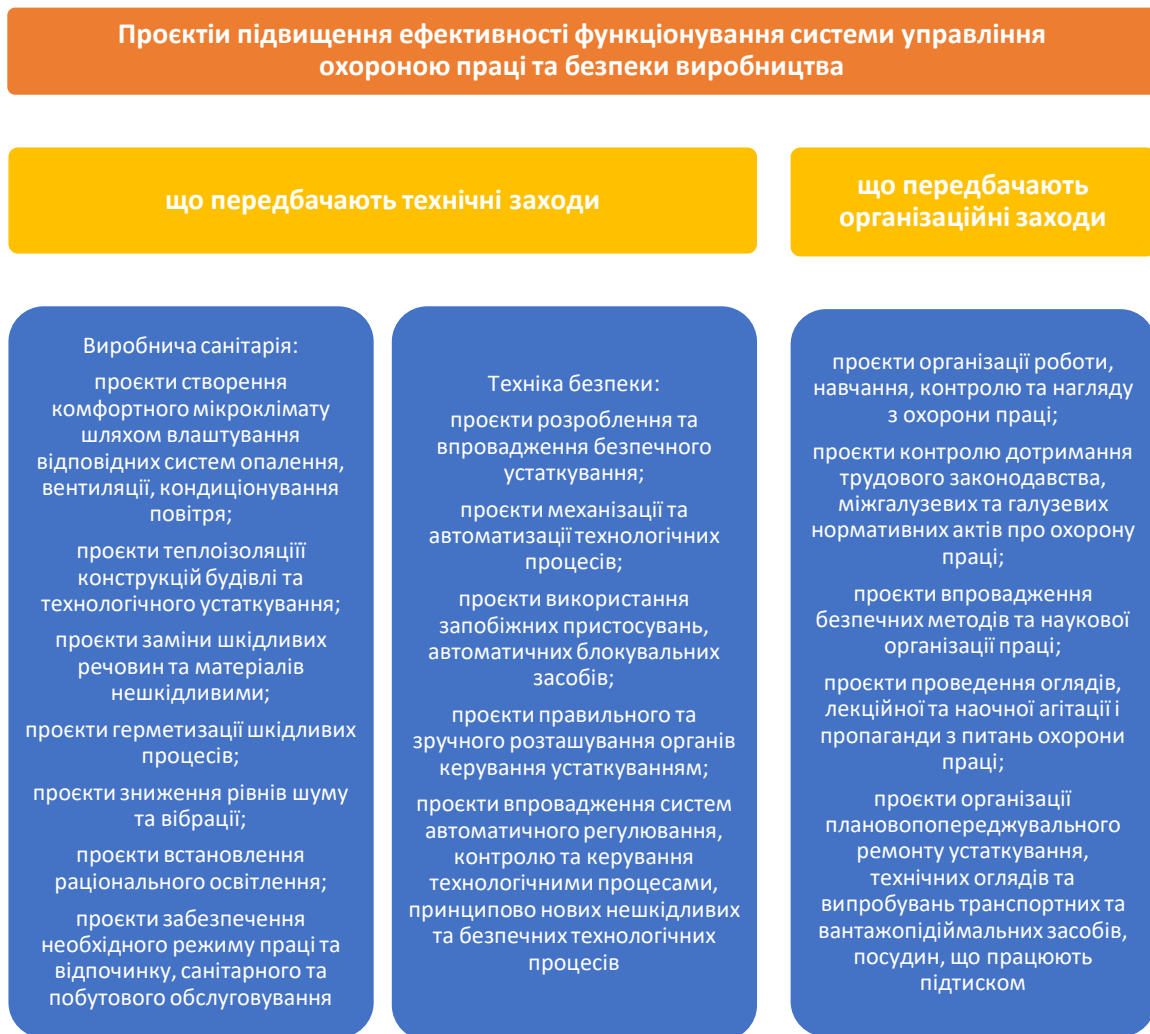 Проєктіи підвищення ефективності функціонування системи управління
охороною праці та безпеки виробництва
що передбачають технічні заходи
що передбачають
організаційні заходи
Виробнича санітарія:
проєкти створення
комфортного мікроклімату
шляхом влаштування
відповідних систем опалення,
вентиляції, кондиціонування
повітря;
проєкти теплоізоляціїї
конструкцій будівлі та
технологічного устаткування;
проєкти заміни шкідливих
речовин та матеріалів
нешкідливими;
проєкти герметизації шкідливих
процесів;
проєкти зниження рівнів шуму
та вібрації;
проєкти встановлення
раціонального освітлення;
проєкти забезпечення
необхідного режиму праці та
відпочинку, санітарного та
побутового обслуговування
Техніка безпеки:
проєкти розроблення та
впровадження безпечного
устаткування;
проєкти механізації та
автоматизації технологічних
процесів;
проєкти використання
запобіжних пристосувань,
автоматичних блокувальних
засобів;
проєкти правильного та
зручного розташування органів
керування устаткуванням;
проєкти впровадження систем
автоматичного регулювання,
контролю та керування
технологічними процесами,
принципово нових нешкідливих
та безпечних технологічних
процесів
проєкти організації роботи,
навчання, контролю та нагляду
з охорони праці;
проєкти контролю дотримання
трудового законодавства,
міжгалузевих та галузевих
нормативних актів про охорону
праці;
проєкти впровадження
безпечних методів та наукової
організації праці;
проєкти проведення оглядів,
лекційної та наочної агітації і
пропаганди з питань охорони
праці;
проєкти організації
плановопопереджувального
ремонту устаткування,
технічних оглядів та
випробувань транспортних та
вантажопідіймальних засобів,
посудин, що працюють
підтиском